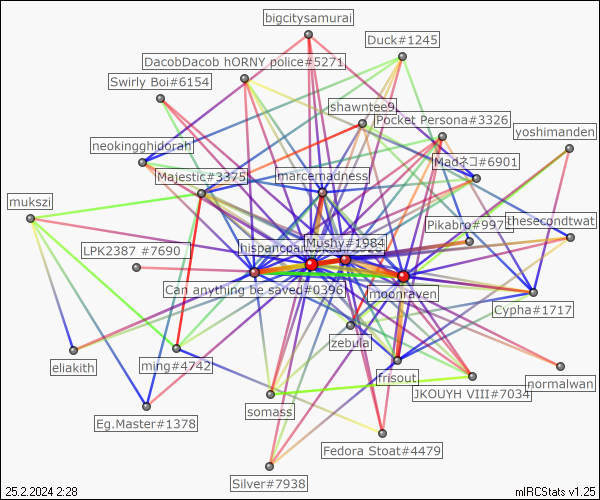 bigcitysamurai
Duck#1245
DacobDacob hORNY police#5271
Swirly Boi#6154
shawntee9
Pocket Persona#3326
yoshimanden
neokingghidorah
Madネコ#6901
Majestic#3375
marcemadness
mukszi
Pikabro#997
thesecondtwat
hispancoa
Mushy#1984
LPK2387 #7690
Can anything be saved#0396
moonraven
Cypha#1717
zebula
eliakith
ming#4742
frisout
normalwan
JKOUYH VIII#7034
somass
Eg.Master#1378
Fedora Stoat#4479
Silver#7938
25.2.2024 2:28
mIRCStats v1.25